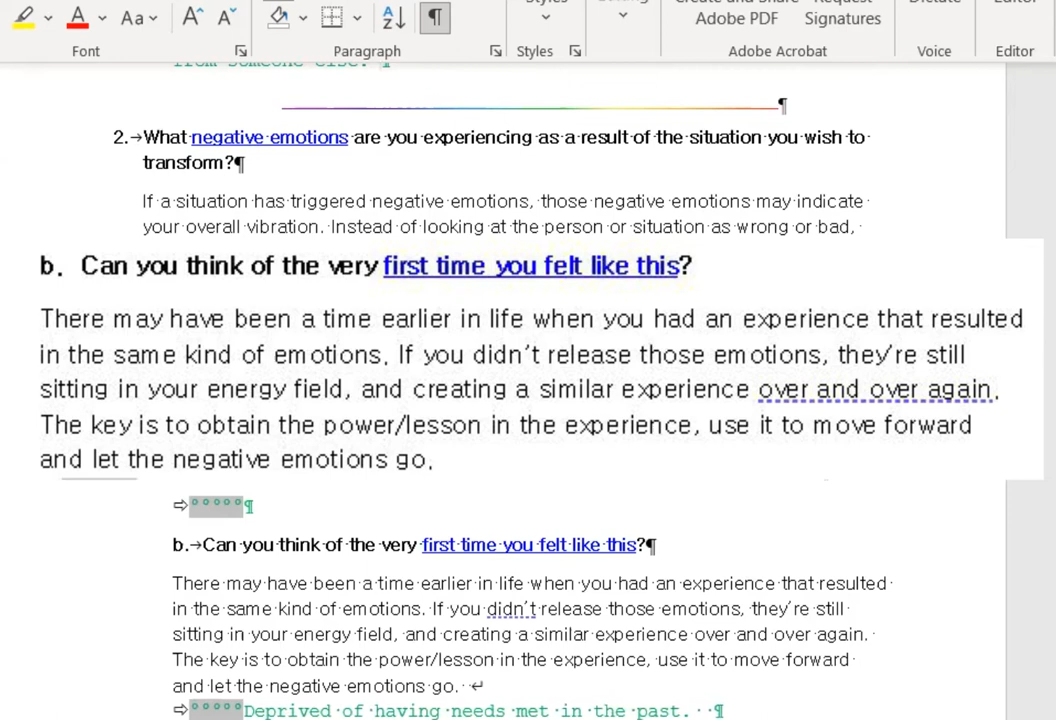 Aa
A
Z
Create and Share
Request
Adobe PDF
Signatures
Font
Paragraph
Styles
Adobe Acrobat
Voice
Editor
from someone else. ¶
¶
2.→What negative emotions are you experiencing as a result of the situation you wish to
transform?¶
If a situation has triggered negative emotions, those negative emotions may indicate
your overall vibration. Instead of looking at the person or situation as wrong or bad,
b. Can you think of the very first time you felt like this?
There may have been a time earlier in life when you had an experience that resulted
in the same kind of emotions. If you didn't release those emotions, they're still
sitting in your energy field, and creating a similar experience over and over again.
The key is to obtain the power/lesson in the experience, use it to move forward
and let the negative emotions go.
⇨°°°°°¶
b.→Can you think of the very first time you felt like this?¶
There may have been a time earlier in life when you had an experience that resulted
in the same kind of emotions. If you didn't release those emotions, they're still
sitting in your energy field, and creating a similar experience over and over again.
The key is to obtain the power/lesson in the experience, use it to move forward
and let the negative emotions go. ↵
⇨°°°°°Deprived of having needs met in the past. ¶